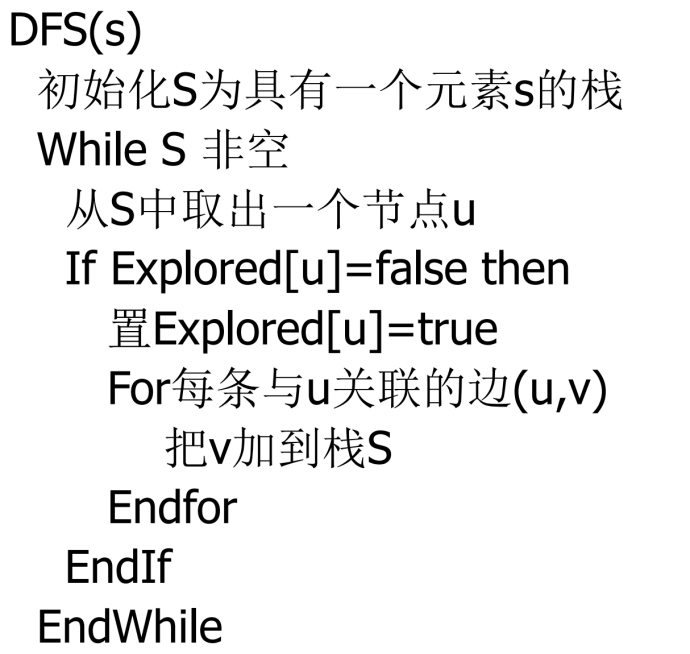 DFS(s)
初始化S为具有一个元素s的栈
While S 非空
从S中取出一个节点u
If Explored[u]=false then
置Explored[u]=true
For每条与u关联的边(u,v)
把v加到栈S
Endfor
EndIf
EndWhile